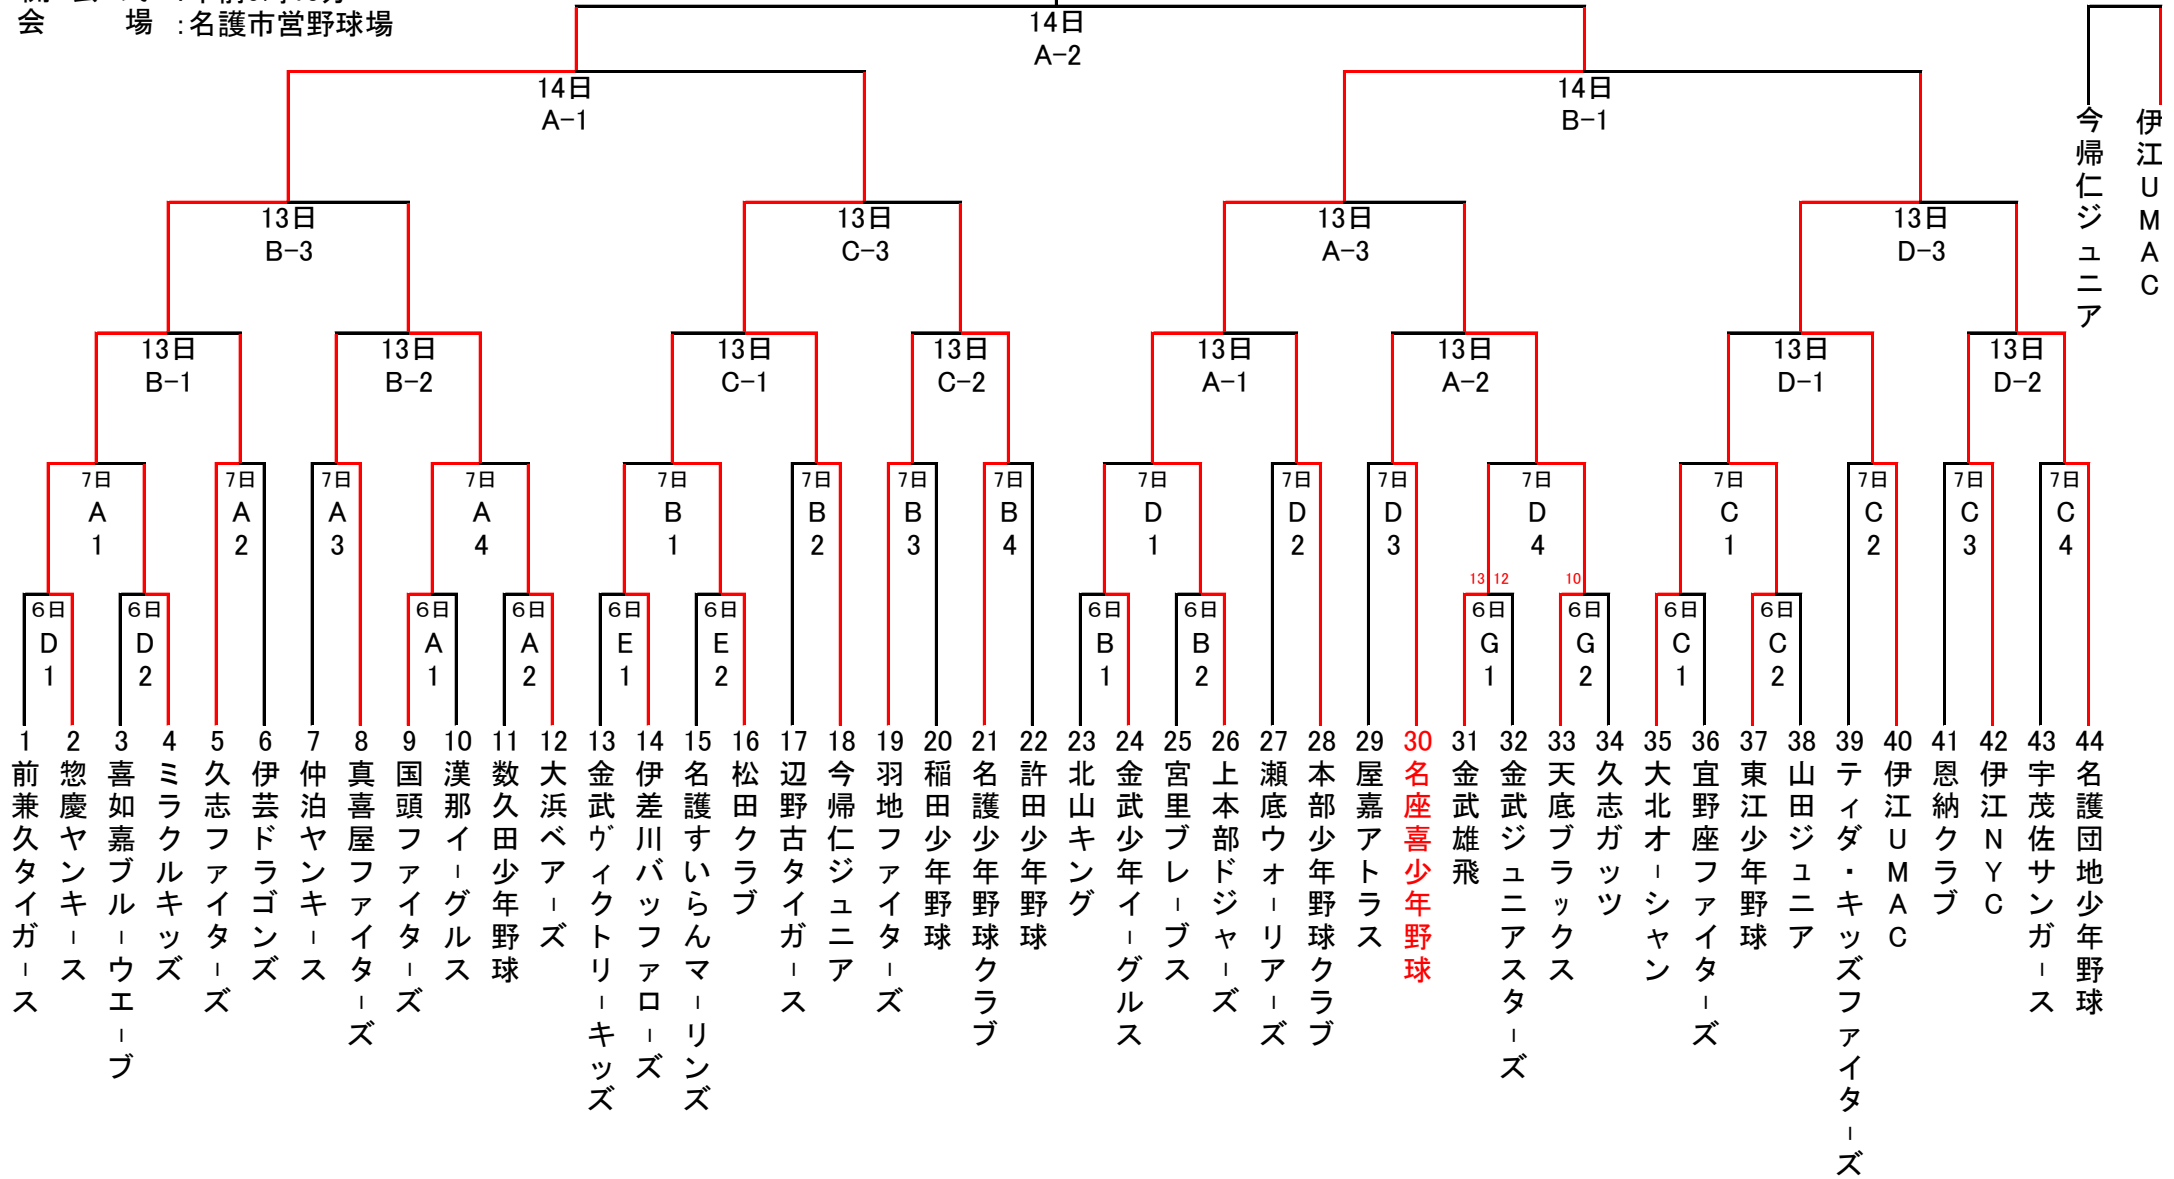 会　　　場　：名護市営野球場
14日
A-2
14日
A-1
14日
B-1
今帰仁ジュニア
伊江UMAC
13日
B-3
13日
C-3
13日
A-3
13日
D-3
13日
B-1
13日
B-2
13日
C-1
13日
C-2
13日
A-1
13日
A-2
13日
D-1
13日
D-2
7日
A
1
7日
A
2
7日
A
3
7日
A
4
7日
B
1
7日
B
2
7日
B
3
7日
B
4
7日
D
1
7日
D
2
7日
D
3
7日
D
4
7日
C
1
7日
C
2
7日
C
3
7日
C
4
13 12
10
6日
D
1
6日
D
2
6日
A
1
6日
A
2
6日
E
1
6日
E
2
6日
B
1
6日
B
2
6日
G
1
6日
G
2
6日
C
1
6日
C
2
1 前兼久タイガース
2 惣慶ヤンキース
3 喜如嘉ブルーウエーブ
4 ミラクルキッズ
5 久志ファイターズ
6 伊芸ドラゴンズ
7 仲泊ヤンキース
8 真喜屋ファイターズ
9 国頭ファイターズ
10 漢那イーグルス
11 数久田少年野球
12 大浜ベアーズ
13 金武ヴィクトリーキッズ
14 伊差川バッファローズ
15 名護すいらんマーリンズ
16 松田クラブ
17 辺野古タイガース
18 今帰仁ジュニア
19 羽地ファイターズ
20 稲田少年野球
21 名護少年野球クラブ
22 許田少年野球
23 北山キング
24 金武少年イーグルス
25 宮里ブレーブス
26 上本部ドジャーズ
27 瀬底ウォーリアーズ
28 本部少年野球クラブ
29 屋嘉アトラス
30 名座喜少年野球
31 金武雄飛
32 金武ジュニアスターズ
33 天底ブラックス
34 久志ガッツ
35 大北オーシャン
36 宜野座ファイターズ
37 東江少年野球
38 山田ジュニア
39 ティダ・キッズファイターズ
40 伊江UMAC
41 恩納クラブ
42 伊江NYC
43 宇茂佐サンガース
44 名護団地少年野球